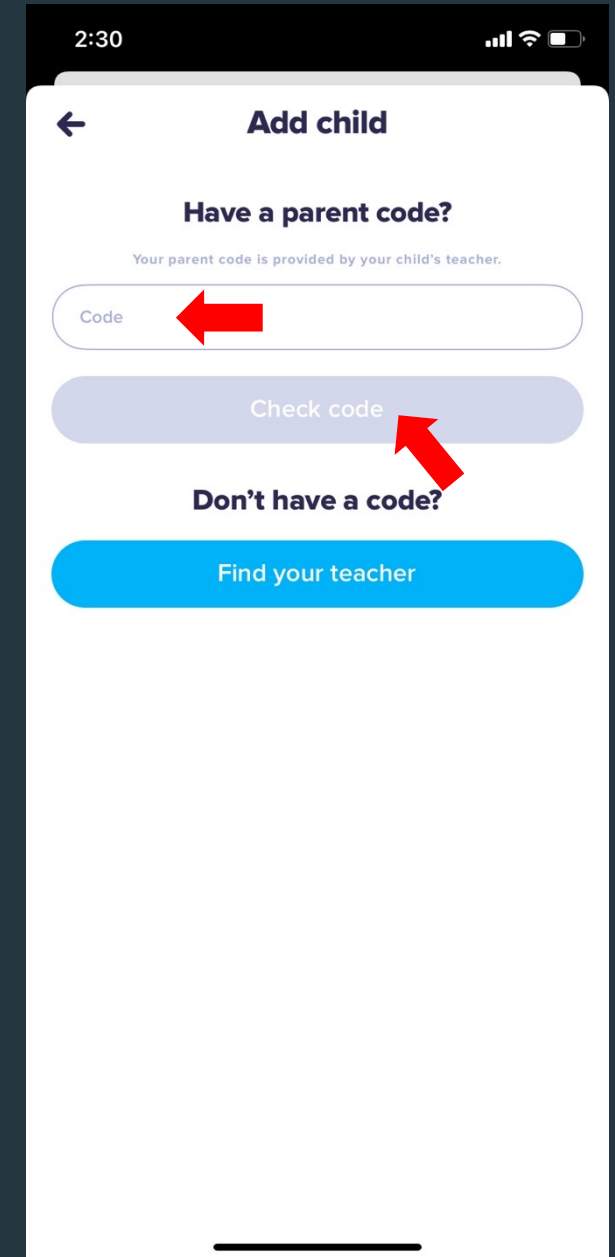 2:30
Add child
Have a parent code?
Your parent code is provided by your child's teacher.
Code
Check code
Don't have a code?
Find your teacher